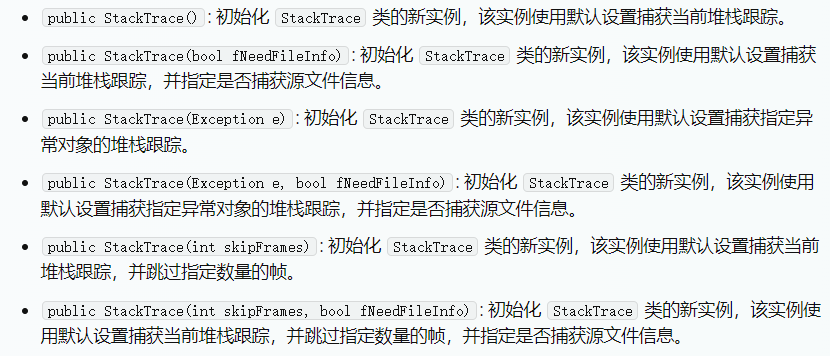 • public StackTrace()：初始化 StackTrace 类的新实例，该实例使用默认设置捕获当前堆栈跟踪。
• public StackTrace(bool fNeedFileInfo)：初始化 StackTrace 类的新实例，该实例使用默认设置捕获
当前堆栈跟踪，并指定是否捕获源文件信息。
• public StackTrace(Exception e)：初始化 StackTrace 类的新实例，该实例使用默认设置捕获指定异
常对象的堆栈跟踪。
• public StackTrace(Exception e, bool fNeedFileInfo)：初始化 StackTrace 类的新实例，该实例使用
默认设置捕获指定异常对象的堆栈跟踪，并指定是否捕获源文件信息。
• public StackTrace(int skipFrames)：初始化 StackTrace 类的新实例，该实例使用默认设置捕获当前
堆栈跟踪，并跳过指定数量的帧。
• public StackTrace(int skipFrames, bool fNeedFileInfo)：初始化 StackTrace 类的新实例，该实例使
用默认设置捕获当前堆栈跟踪，并跳过指定数量的帧，并指定是否捕获源文件信息。